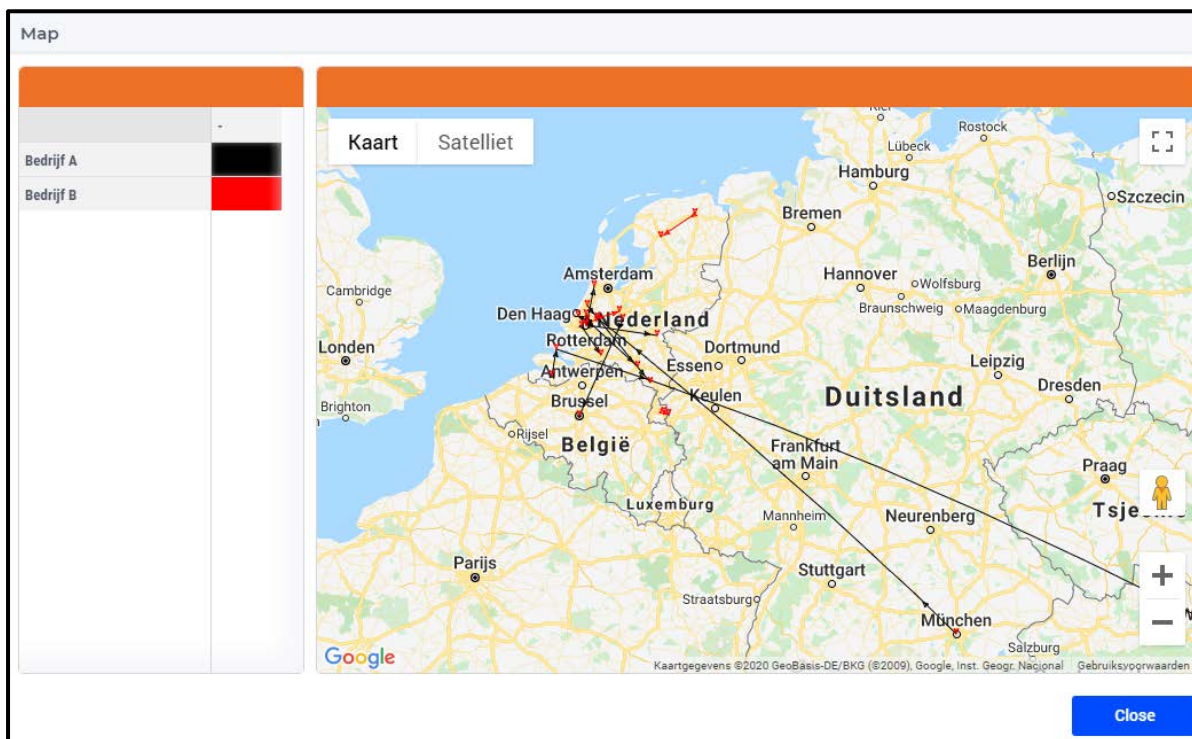 Map
-
Bedrijf A
Bedrijf B
Kaart Satelliet
Kiel
Rostock
Lübeck
Hamburg
Szczecin
Bremen
Amsterdam
Hannover
Wolfsburg
Berlijn
Cambridge
Braunschweig
Maagdenburg
Den Haag
Nederland
Londen
Rotterdam
Dortmund
Antwerpen
Essen
Leipzig
Dresden
Brussel
Keulen
Duitsland
Brighton
Rijsel
België
Frankfurt
am Main
Praag
Luxemburg
Mannheim
Neurenberg
Tsje
Parijs
Stuttgart
Straatsburg
München
Salzburg
Google
Kaartgegevens ©2020 GeoBasis-DE/BKG (©2009), Google, Inst. Geogr. Nacional
Gebruiksvoorwaarden
Close